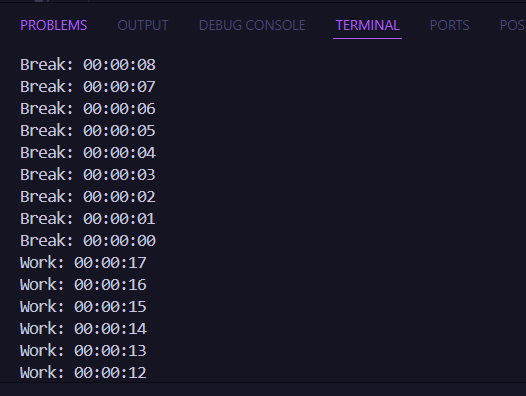 PROBLEMS OUTPUT DEBUG CONSOLE TERMINAL PORTS POS
Break: 00:00:08
Break: 00:00:07
Break: 00:00:06
Break: 00:00:05
Break: 00:00:04
Break: 00:00:03
Break: 00:00:02
Break: 00:00:01
Break: 00:00:00
Work: 00:00:17
Work: 00:00:16
Work: 00:00:15
Work: 00:00:14
Work: 00:00:13
Work: 00:00:12